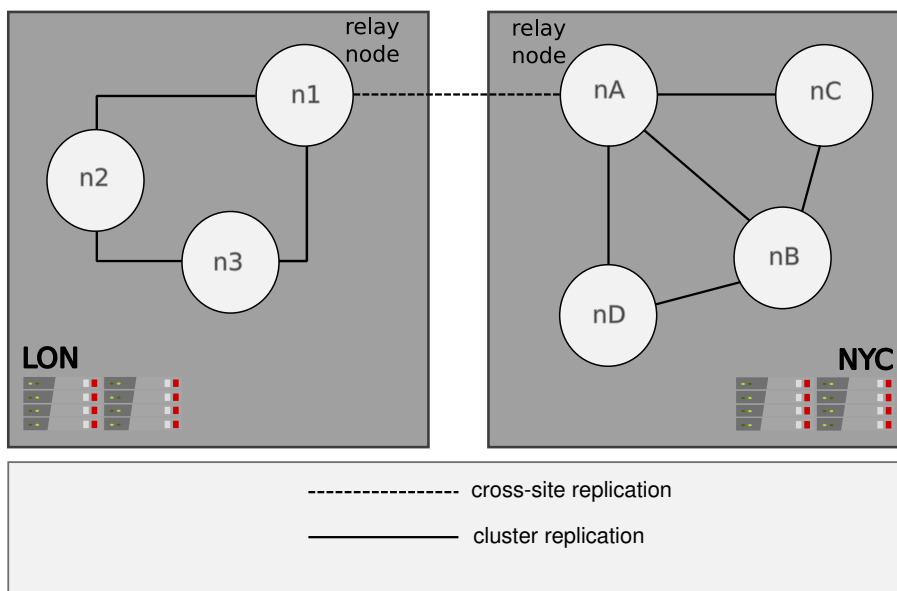 relay
node
n1
n2
n3
LON
relay
node
nA
nC
nB
nD
NYC
cross-site replication
cluster replication